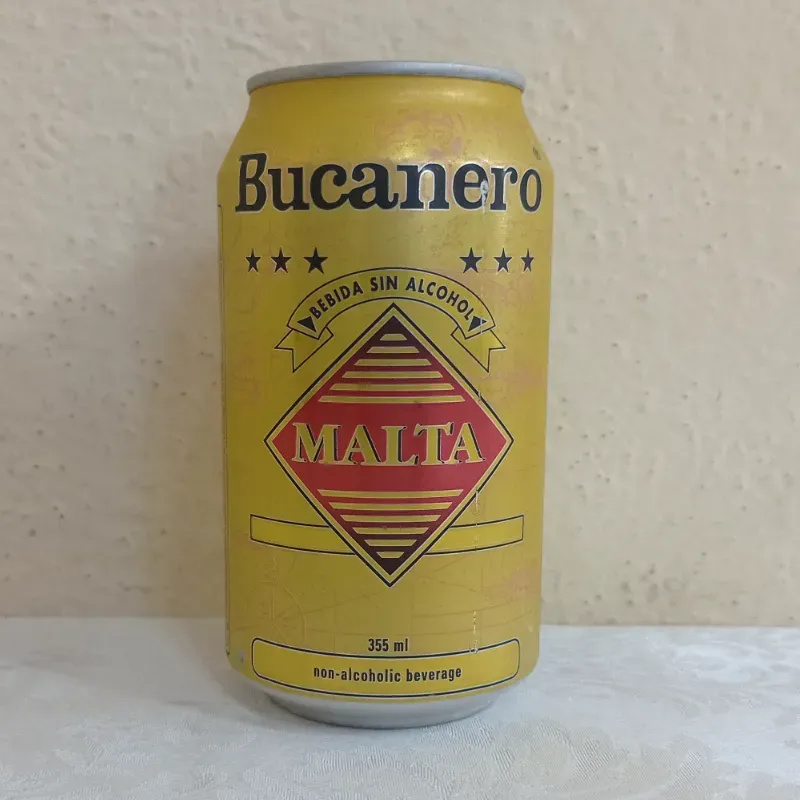 Bucanero
BEBIDA SIN ALCOHOL
MALTA
355 ml
non-alcoholic beverage